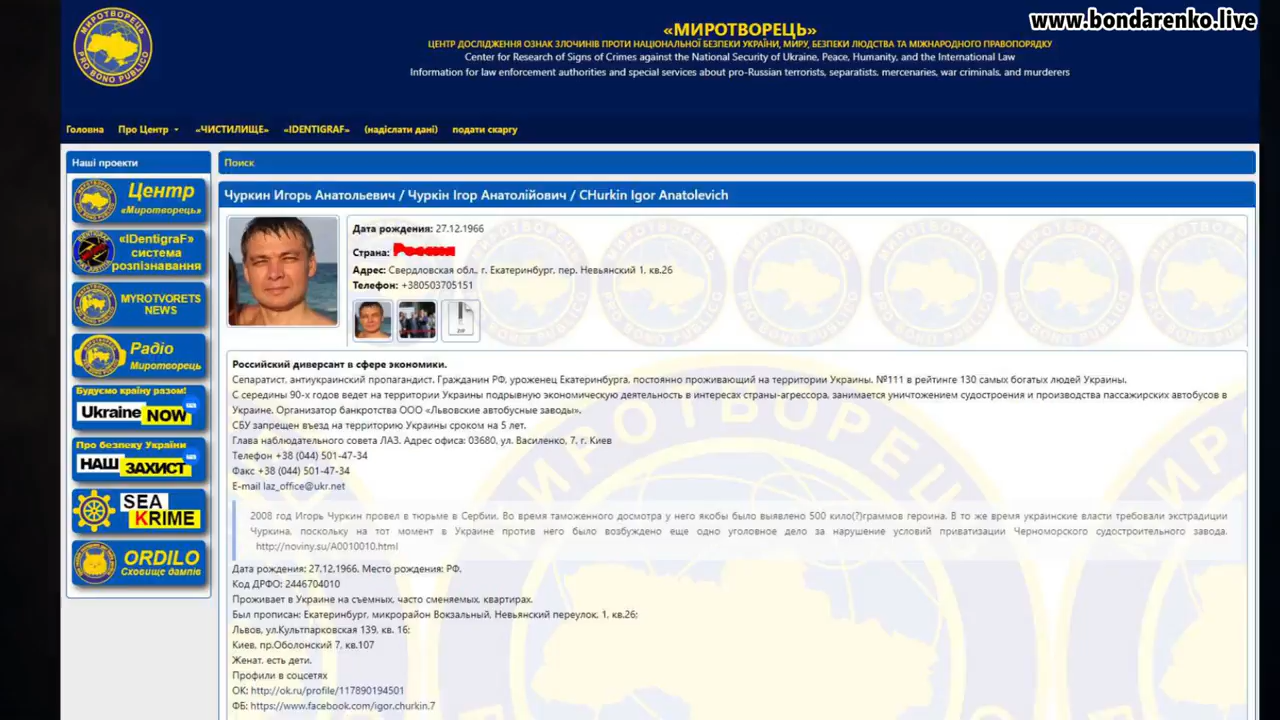 www.bondarenko.live
«МИРОТВОРЕЦЬ»
ЦЕНТР ДОСЛІДЖЕННЯ ОЗНАК ЗЛОЧИНІВ ПРОТИ НАЦІОНАЛЬНОЇ БЕЗПЕКИ УКРАЇНИ, МИРУ, БЕЗПЕКИ ЛЮДСТВА ТА МІЖНАРОДНОГО ПРАВОПОРЯДКУ
Center for Research of Signs of Crimes against the National Security of Ukraine, Peace, Humanity, and the International Law
Information for law enforcement authorities and special services about pro-Russian terrorists, separatists, mercenaries, war criminals, and murderers
МИРОТВОРЕЦЬ
PRO BONO PUBLICO
Головна Про Центр «ЧИСТИЛИЩЕ» «IDENTIGRAF» (надіслати дані) подати скаргу
Наші проекти
Центр
«Миротворець»
«IDentigraF»
система
розпізнавання
MYROTVORETS
NEWS
Радіо
Миротворець
Будуємо країну разом!
Ukraine NOW
UA
Про безпеку України
НАШ ЗАХИСТ
SEA
KRIME
ORDILO
Сховище дампів
Поиск
Чуркин Игорь Анатольевич / Чуркін Ігор Анатолійович / CHurkin Igor Anatolevich
Дата рождения: 27.12.1966
Страна: Россия
Адрес: Свердловская обл., г. Екатеринбург, пер. Невьянский 1, кв.26
Телефон: +380503705151
ZIP
Российский диверсант в сфере экономики.
Сепаратист, антиукраинский пропагандист. Гражданин РФ, уроженец Екатеринбурга, постоянно проживающий на территории Украины. №111 в рейтинге 130 самых богатых людей Украины.
С середины 90-х годов ведет на территории Украины подрывную экономическую деятельность в интересах страны-агрессора, занимается уничтожением судостроения и производства пассажирских автобусов в
Украине. Организатор банкротства ООО «Львовские автобусные заводы».
СБУ запрещен въезд на территорию Украины сроком на 5 лет.
Глава наблюдательного совета ЛАЗ. Адрес офиса: 03680, ул. Василенко, 7, г. Киев
Телефон +38 (044) 501-47-34
Факс +38 (044) 501-47-34
E-mail laz_office@ukr.net
2008 год Игорь Чуркин провел в тюрьме в Сербии. Во время таможенного досмотра у него якобы было выявлено 500 кило(?)граммов героина. В то же время украинские власти требовали экстрадиции
Чуркина, поскольку на тот момент в Украине против него было возбуждено еще одно уголовное дело за нарушение условий приватизации Черноморского судостроительного завода.
http://noviny.su/A0010010.html
Дата рождения: 27.12.1966. Место рождения: РФ.
Код ДРФО: 2446704010
Проживает в Украине на съемных, часто сменяемых, квартирах.
Был прописан: Екатеринбург, микрорайон Вокзальный, Невьянский переулок, 1, кв.26;
Львов, ул.Культпарковская 139, кв. 16;
Киев, пр.Оболонский 7, кв.107
Женат, есть дети.
Профили в соцсетях
ОК: http://ok.ru/profile/117890194501
ФБ: https://www.facebook.com/igor.churkin.7